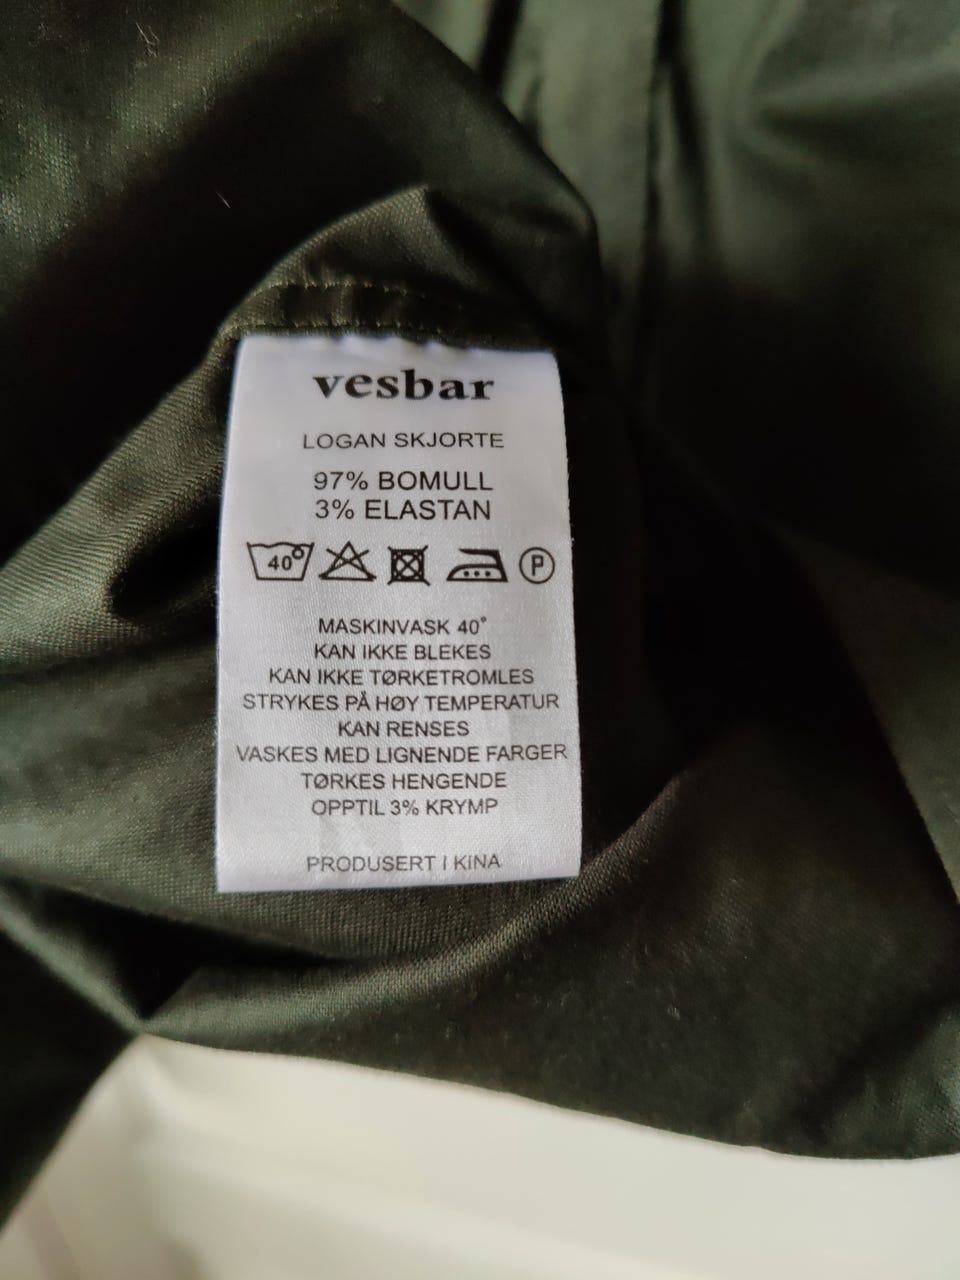 vesbar
LOGAN SKJORTE
97% BOMULL
3% ELASTAN
40° P
MASKINVASK 40°
KAN IKKE BLEKES
KAN IKKE TØRKETROMLES
STRYKES PÅ HØY TEMPERATUR
KAN RENSES
VASKES MED LIGNENDE FARGER
TØRKES HENGENDE
OPPTIL 3% KRYMP
PRODUSERT I KINA